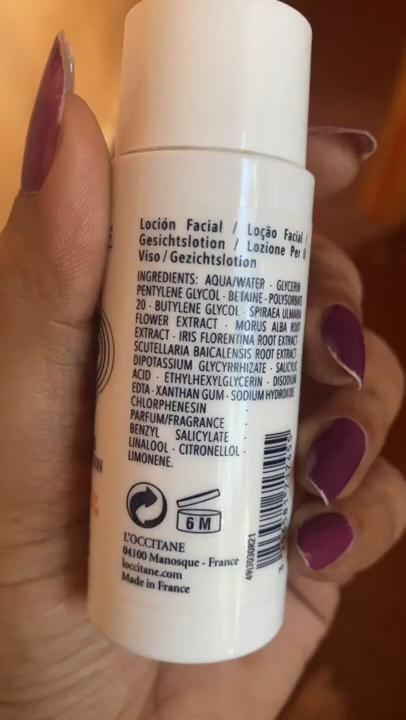 Loción Facial / Loção Facial /
Gesichtslotion / Lozione Per Il
Viso / Gezichtslotion
INGREDIENTS: AQUA/WATER · GLYCERIN
PENTYLENE GLYCOL · BETAINE · POLYSORBATE
20 · BUTYLENE GLYCOL · SPIRAEA ULMARIA
FLOWER EXTRACT · MORUS ALBA ROOT
EXTRACT · IRIS FLORENTINA ROOT EXTRACT
SCUTELLARIA BAICALENSIS ROOT EXTRACT
DIPOTASSIUM GLYCYRRHIZATE · SALICYLIC
ACID · ETHYLHEXYLGLYCERIN · DISODIUM
EDTA · XANTHAN GUM · SODIUM HYDROXIDE
CHLORPHENESIN ·
PARFUM/FRAGRANCE ·
BENZYL SALICYLATE ·
LINALOOL · CITRONELLOL ·
LIMONENE.
6 M
L'OCCITANE
04100 Manosque - France
loccitane.com
Made in France